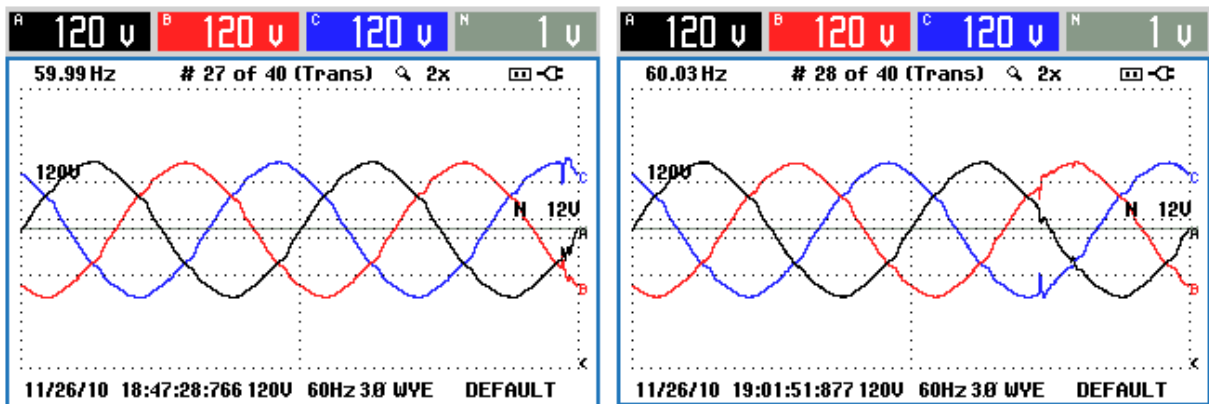 A 120 V B 120 V C 120 V N 1 V
59.99 Hz # 27 of 40 (Trans) 2x
120V
C
N 12V
A
B
11/26/10 18:47:28:766 120V 60Hz 3Ø WYE DEFAULT
A 120 V B 120 V C 120 V N 1 V
60.03 Hz # 28 of 40 (Trans) 2x
120V
C
N 12V
A
B
11/26/10 19:01:51:877 120V 60Hz 3Ø WYE DEFAULT